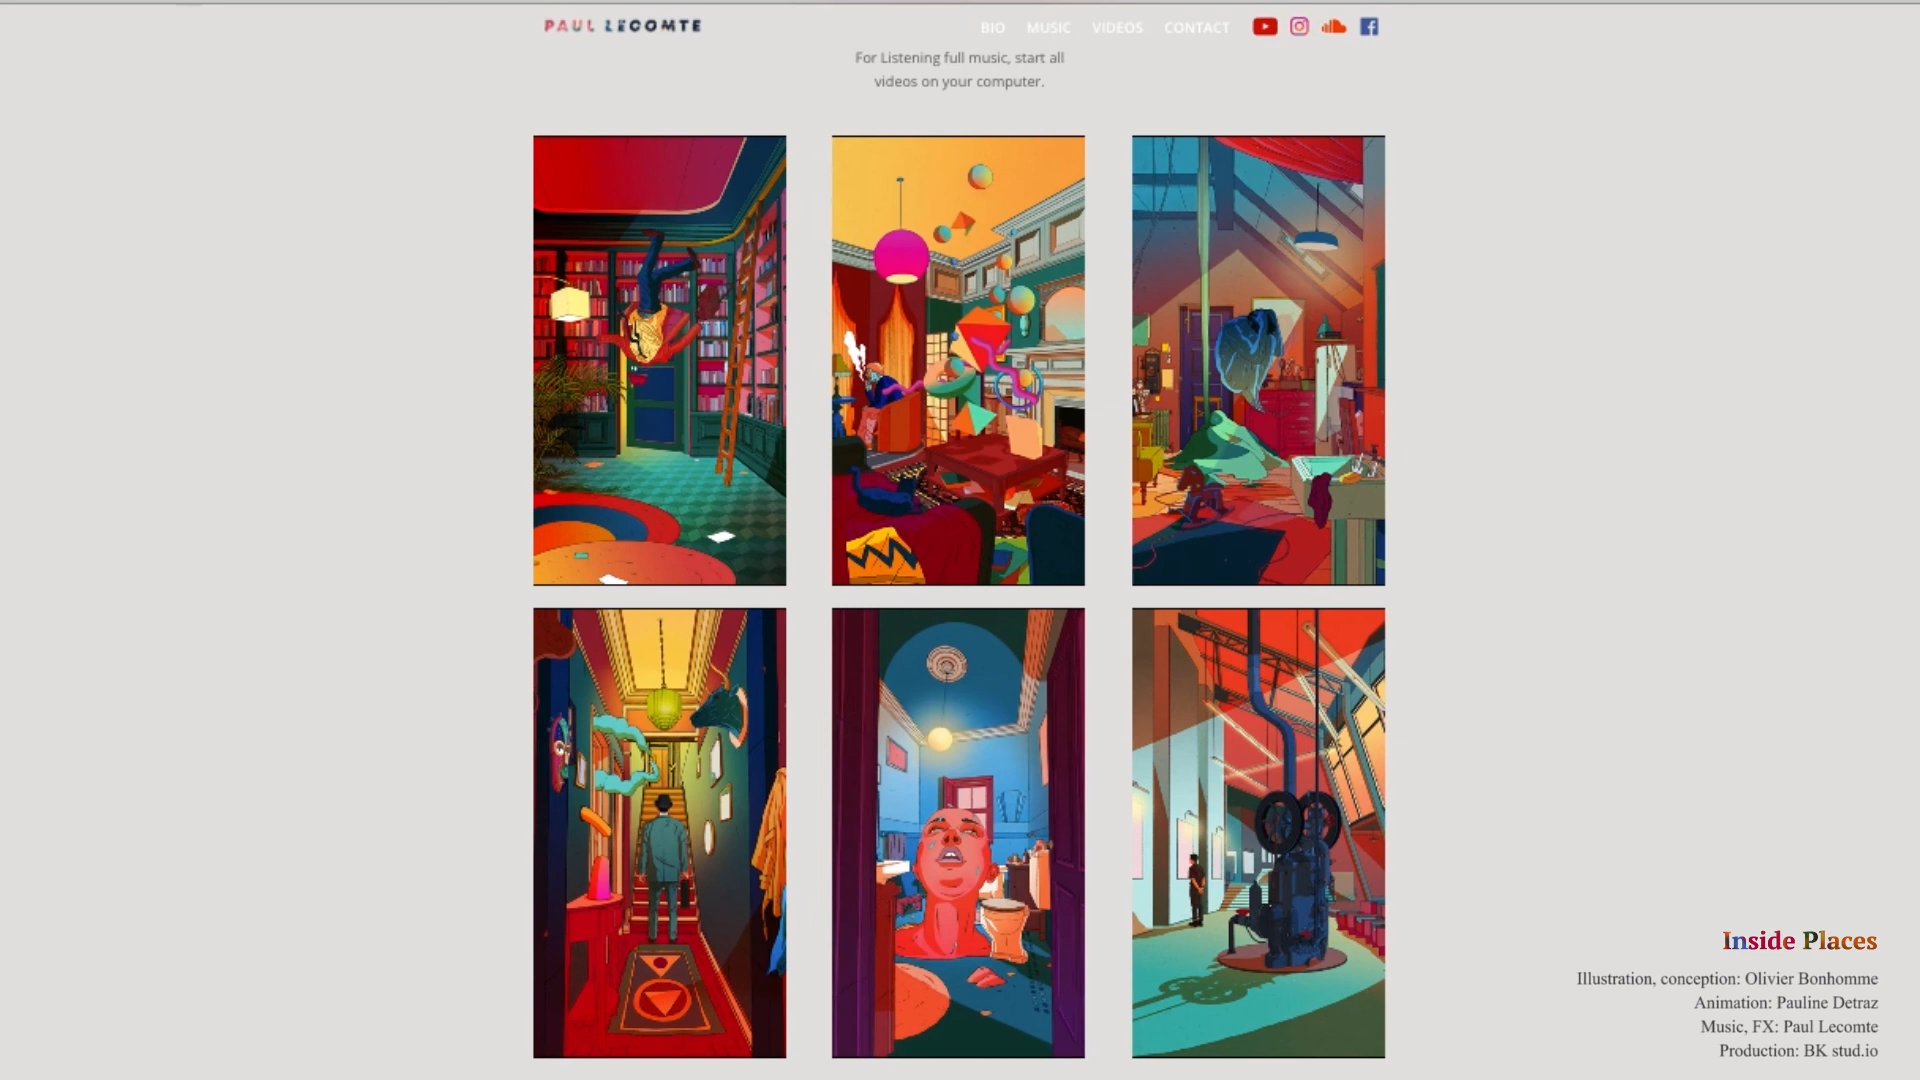 PAUL LECOMTE
BIO MUSIC VIDEOS CONTACT
For Listening full music, start all
videos on your computer.
Inside Places
Illustration, conception: Olivier Bonhomme
Animation: Pauline Detraz
Music, FX: Paul Lecomte
Production: BK stud.io